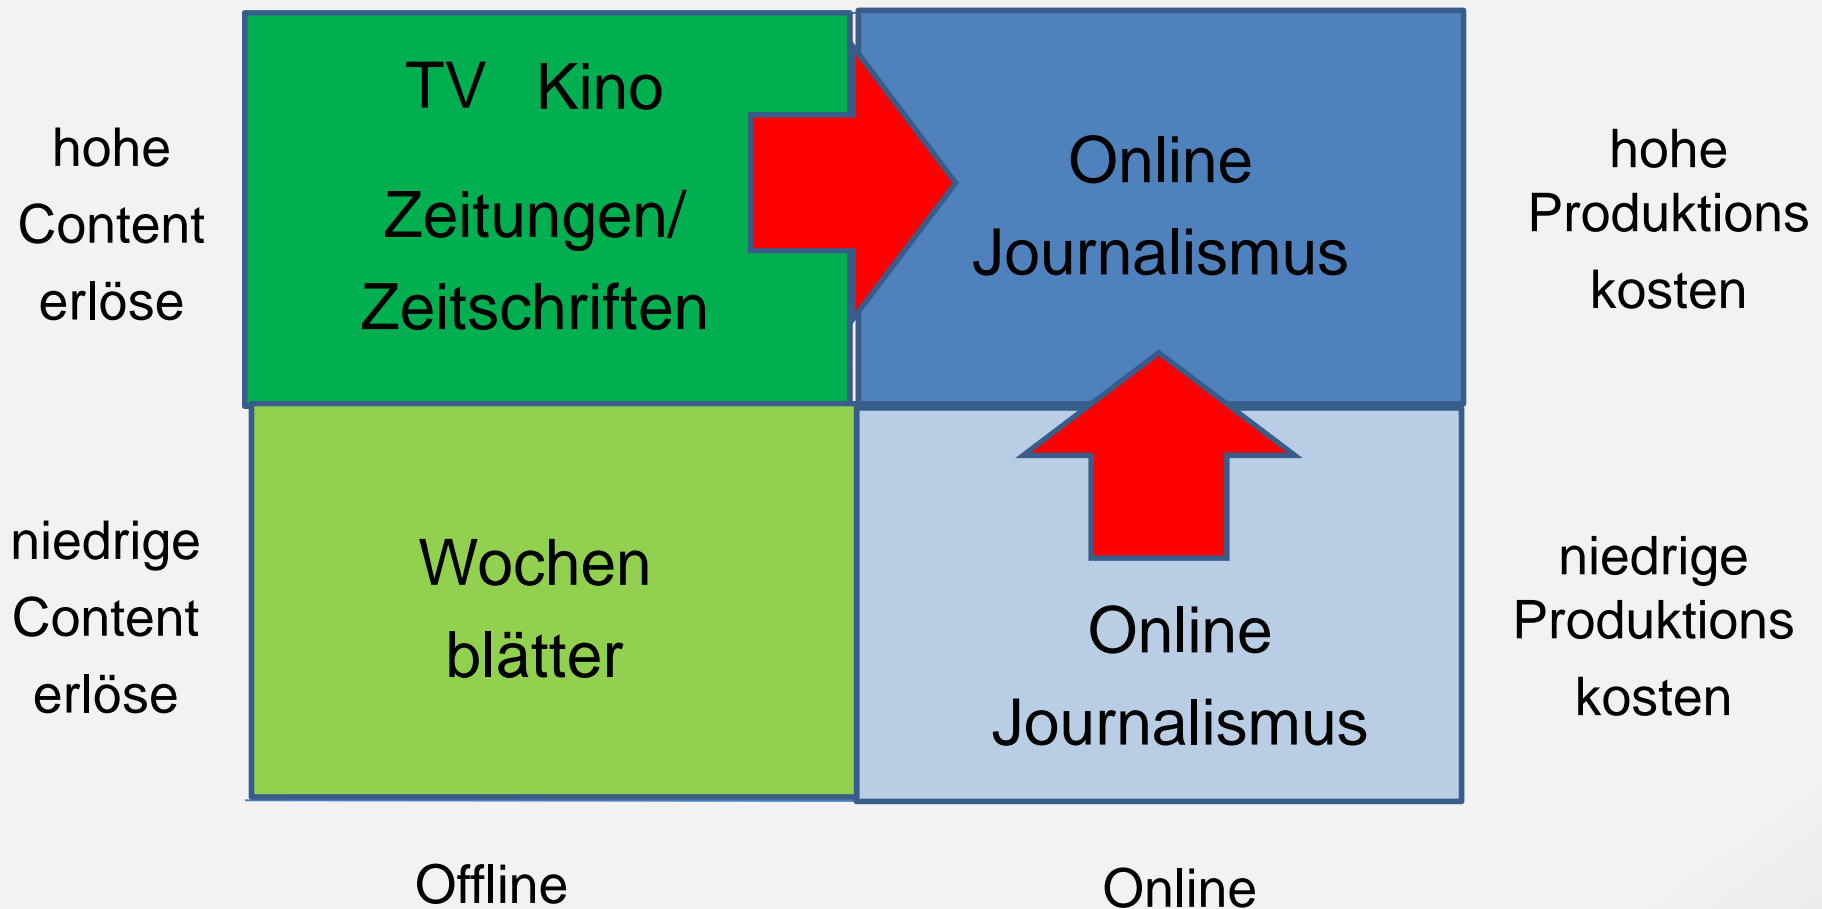 hohe
Content
erlöse
TV Kino
Zeitungen/
Zeitschriften
Online
Journalismus
hohe
Produktions
kosten
niedrige
Content
erlöse
Wochen
blätter
Online
Journalismus
niedrige
Produktions
kosten
Offline
Online